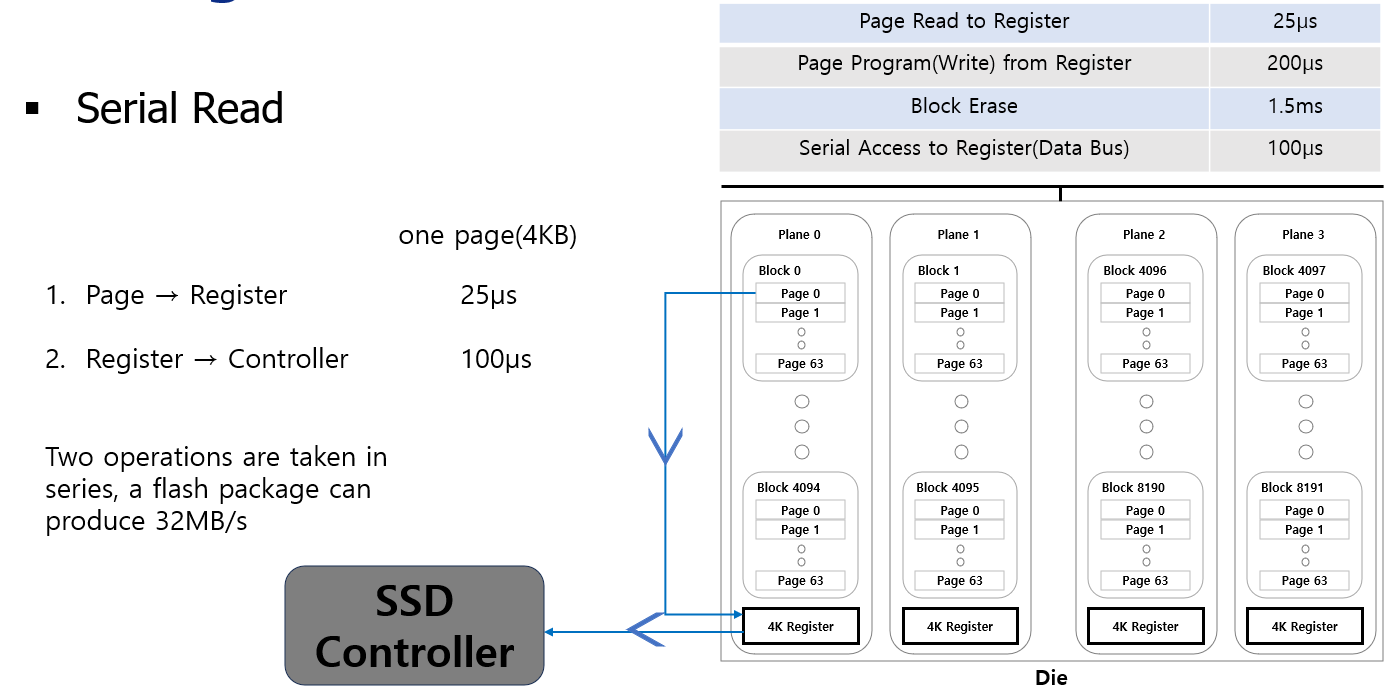 Page Read to Register 25μs
Page Program(Write) from Register 200μs
Block Erase 1.5ms
Serial Access to Register(Data Bus) 100μs
▪ Serial Read
one page(4KB)
1. Page → Register 25μs
2. Register → Controller 100μs
Two operations are taken in
series, a flash package can
produce 32MB/s
SSD
Controller
Plane 0 Plane 1 Plane 2 Plane 3
Block 0 Block 1 Block 4096 Block 4097
Page 0 Page 0 Page 0 Page 0
Page 1 Page 1 Page 1 Page 1
Page 63 Page 63 Page 63 Page 63
Block 4094 Block 4095 Block 8190 Block 8191
Page 0 Page 0 Page 0 Page 0
Page 1 Page 1 Page 1 Page 1
Page 63 Page 63 Page 63 Page 63
4K Register 4K Register 4K Register 4K Register
Die